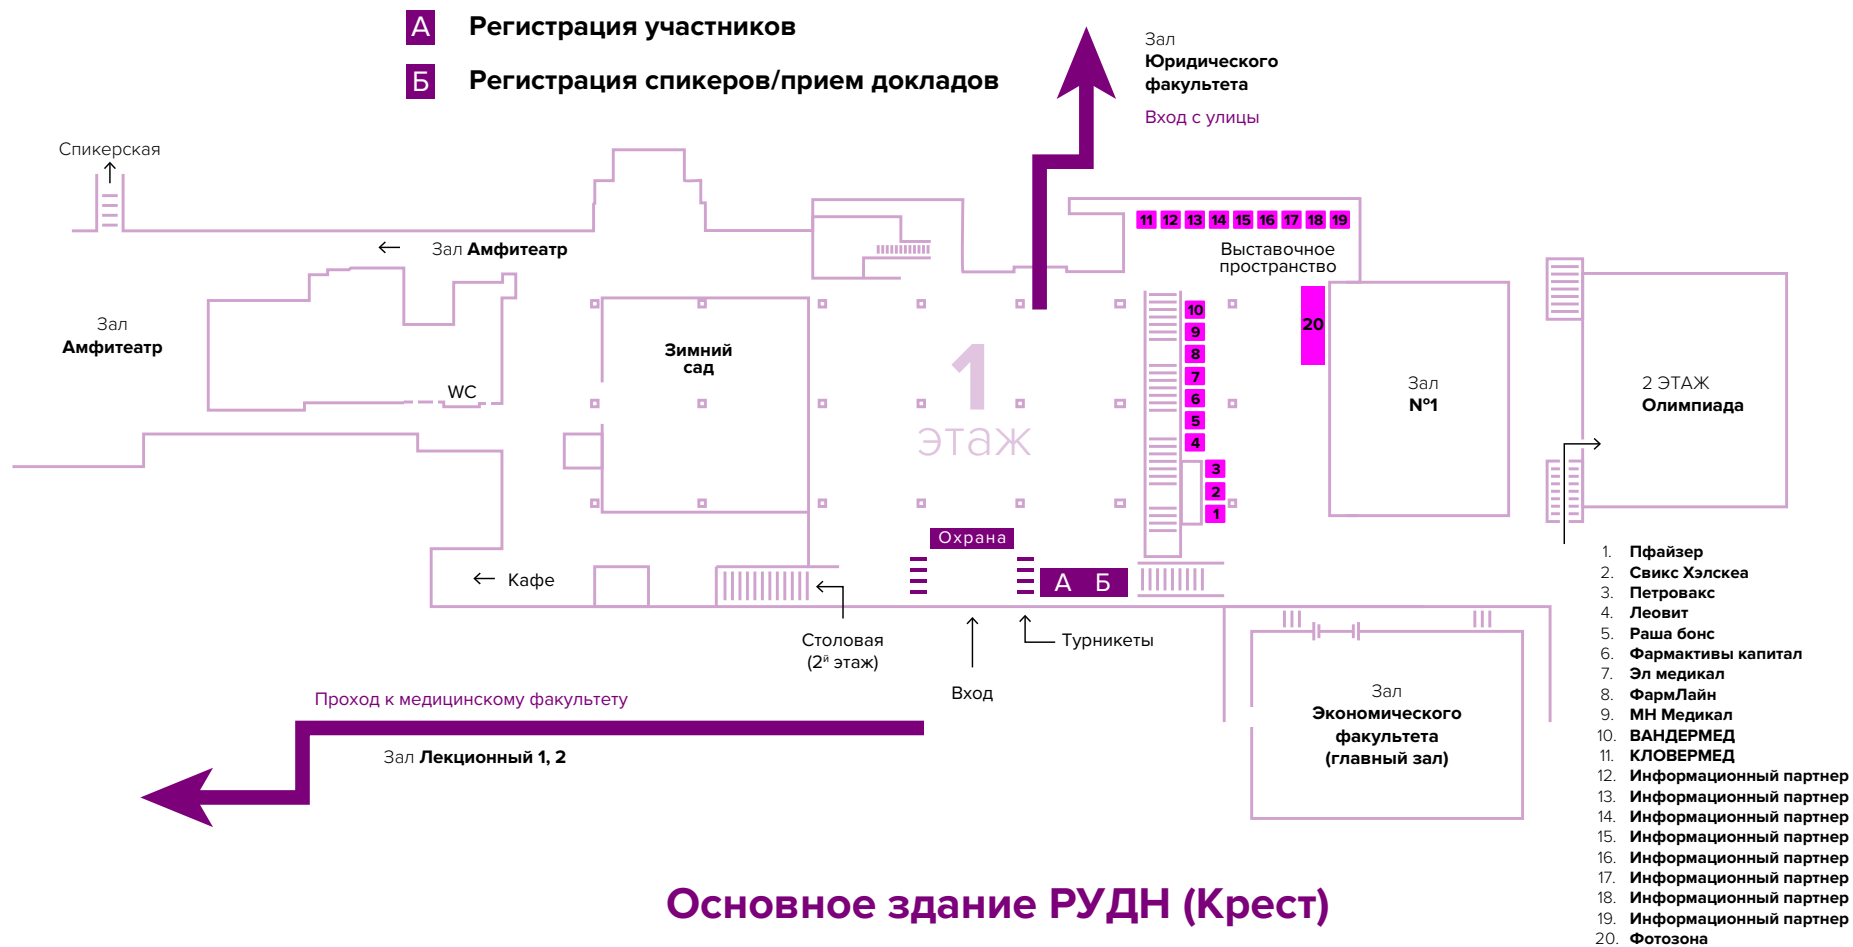 А Регистрация участников
Б Регистрация спикеров/прием докладов
Зал
Юридического
факультета
Вход с улицы
Спикерская
Зал Амфитеатр
11 12 13 14 15 16 17 18 19
Выставочное
пространство
Зал
Амфитеатр
WC
Зимний
сад
1
этаж
10
9
8
7
6
5
4
3
2
1
20
Зал
№1
2 ЭТАЖ
Олимпиада
Охрана
А Б
Кафе
Столовая
(2й этаж)
Вход
Турникеты
Проход к медицинскому факультету
Зал Лекционный 1, 2
Зал
Экономического
факультета
(главный зал)
1. Пфайзер
2. Свикс Хэлскеа
3. Петровакс
4. Леовит
5. Раша бонс
6. Фармактивы капитал
7. Эл медикал
8. ФармЛайн
9. МН Медикал
10. ВАНДЕРМЕД
11. КЛОВЕРМЕД
12. Информационный партнер
13. Информационный партнер
14. Информационный партнер
15. Информационный партнер
16. Информационный партнер
17. Информационный партнер
18. Информационный партнер
19. Информационный партнер
20. Фотозона
Основное здание РУДН (Крест)